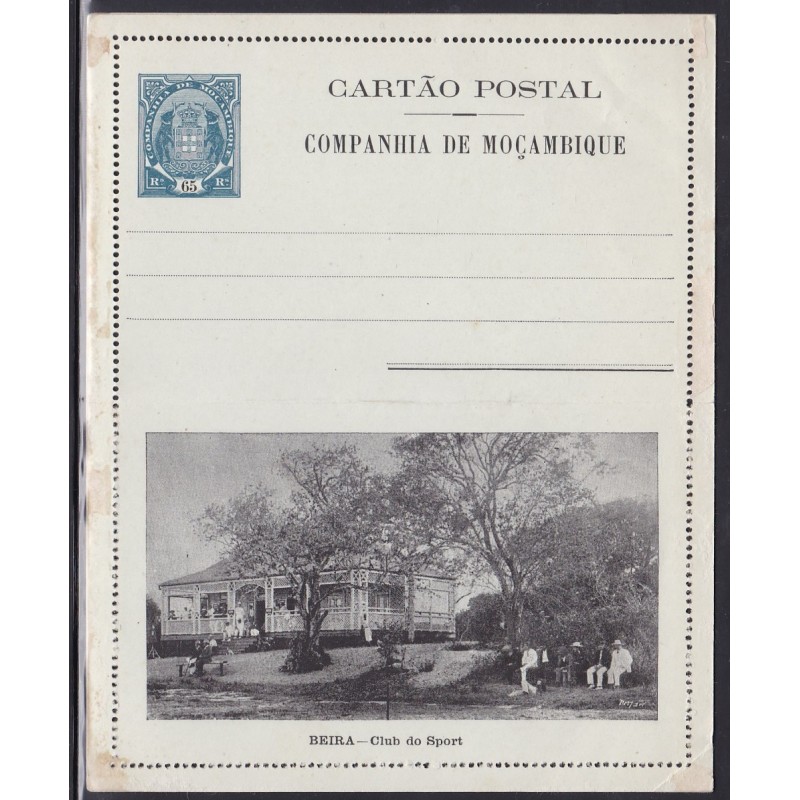 CARTÃO POSTAL
COMPANHIA DE MOÇAMBIQUE
COMPANHIA DE MOÇAMBIQUE
Rs 65 Rs
BEIRA—Club do Sport